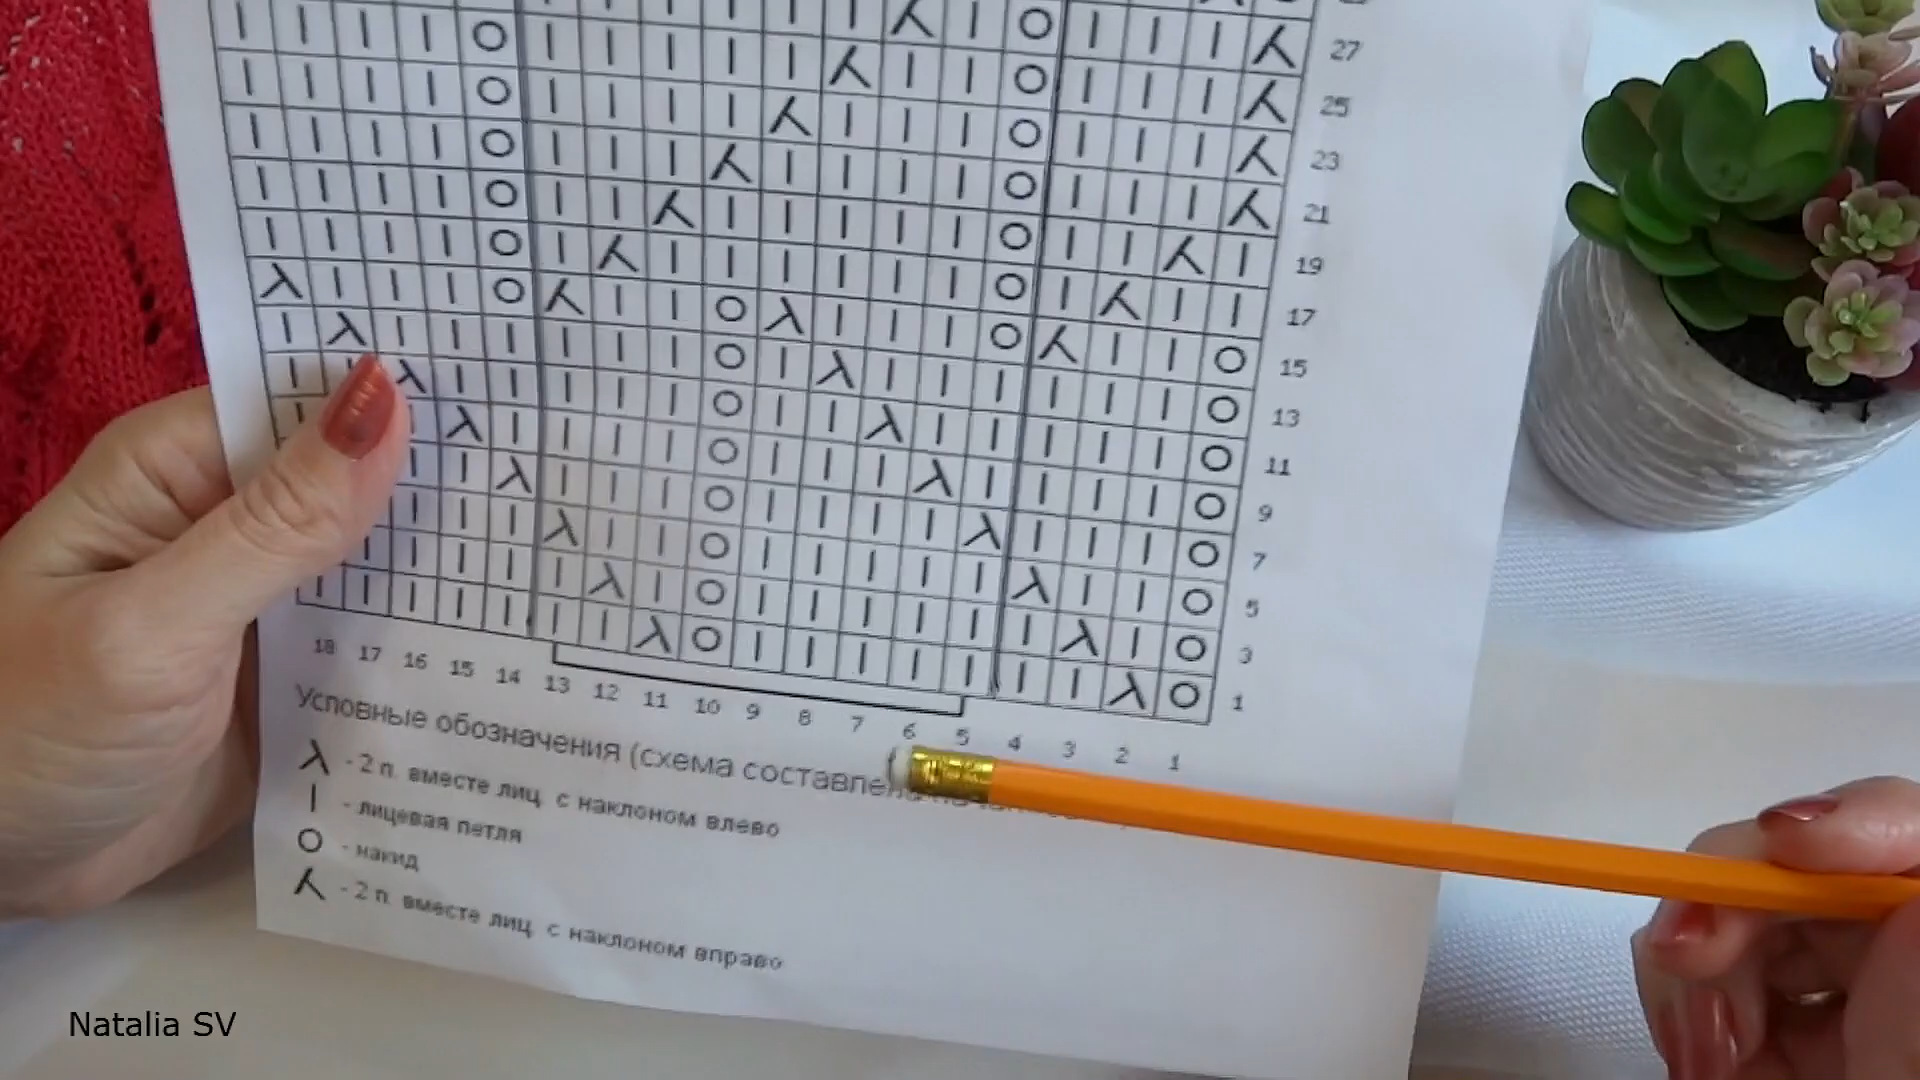 27
25
23
21
19
17
15
13
11
9
7
5
3
1
18 17 16 15 14 13 12 11 10 9 8 7 6 5 4 3 2 1
Условные обозначения (схема
λ - 2 п. вместе лиц. с наклоном влево
I - лицевая петля
O - накид
⅄ - 2 п. вместе лиц. с наклоном вправо
Natalia SV